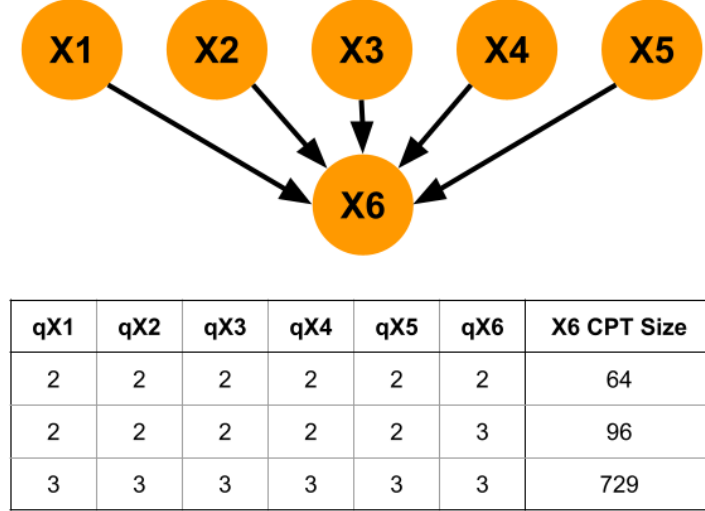 X1 X2 X3 X4 X5
X6
qX1 qX2 qX3 qX4 qX5 qX6 X6 CPT Size
2 2 2 2 2 2 64
2 2 2 2 2 3 96
3 3 3 3 3 3 729